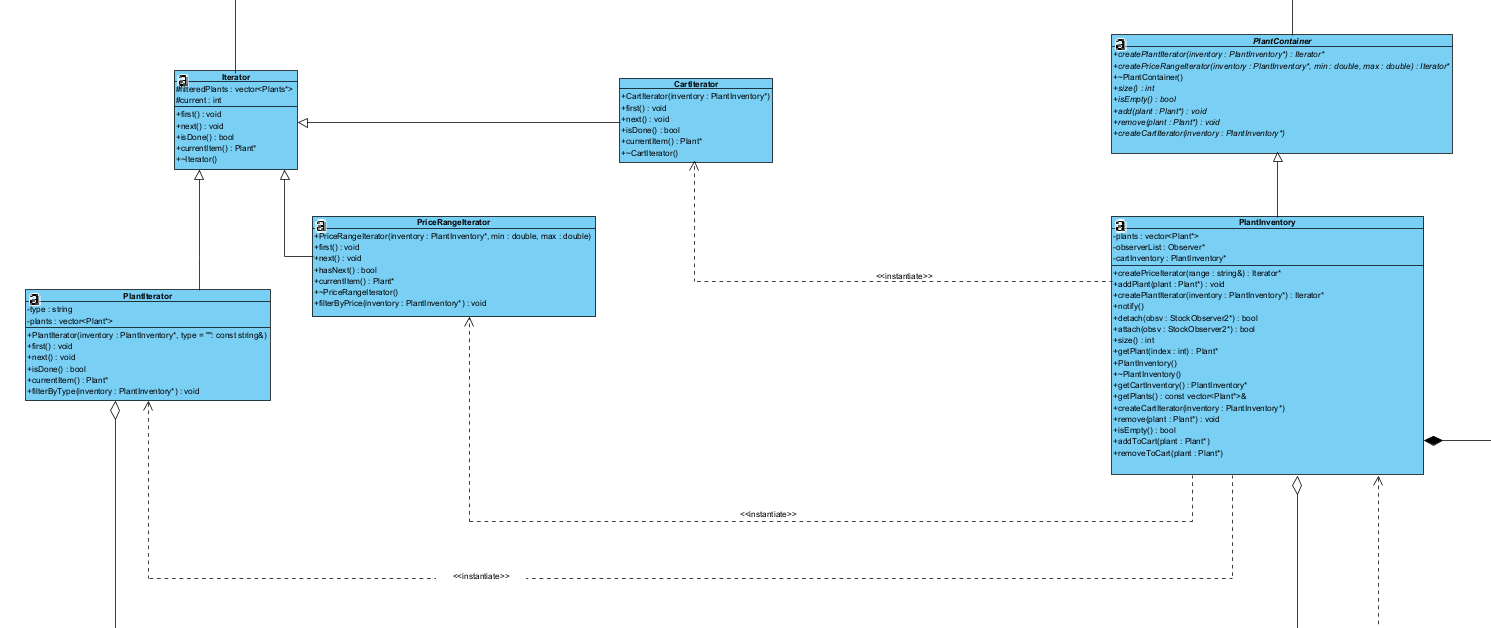 Iterator
#filteredPlants : vector<Plants*>
#current : int
+first() : void
+next() : void
+isDone() : bool
+currentItem() : Plant*
+~Iterator()
CartIterator
+CartIterator(inventory : PlantInventory*)
+first() : void
+next() : void
+isDone() : bool
+currentItem() : Plant*
+~CartIterator()
PlantContainer
+createPlantIterator(inventory : PlantInventory*) : Iterator*
+createPriceRangeIterator(inventory : PlantInventory*, min : double, max : double) : Iterator*
+~PlantContainer()
+size() : int
+isEmpty() : bool
+add(plant : Plant*) : void
+remove(plant : Plant*) : void
+createCartIterator(inventory : PlantInventory*)
PriceRangeIterator
+PriceRangeIterator(inventory : PlantInventory*, min : double, max : double)
+first() : void
+next() : void
+hasNext() : bool
+currentItem() : Plant*
+~PriceRangeIterator()
+filterByPrice(inventory : PlantInventory*) : void
PlantIterator
-type : string
-plants : vector<Plant*>
+PlantIterator(inventory : PlantInventory*, type = "": const string&)
+first() : void
+next() : void
+isDone() : bool
+currentItem() : Plant*
+filterByType(inventory : PlantInventory*) : void
PlantInventory
-plants : vector<Plant*>
-observerList : Observer*
-cartInventory : PlantInventory*
+createPriceIterator(range : string&) : Iterator*
+addPlant(plant : Plant*) : void
+createPlantIterator(inventory : PlantInventory*) : Iterator*
+notify()
+detach(obsv : StockObserver2*) : bool
+attach(obsv : StockObserver2*) : bool
+size() : int
+getPlant(index : int) : Plant*
+PlantInventory()
+~PlantInventory()
+getCartInventory() : PlantInventory*
+getPlants() : const vector<Plant*>&
+createCartIterator(inventory : PlantInventory*)
+remove(plant : Plant*) : void
+isEmpty() : bool
+addToCart(plant : Plant*)
+removeToCart(plant : Plant*)
<<instantiate>>
<<instantiate>>
<<instantiate>>